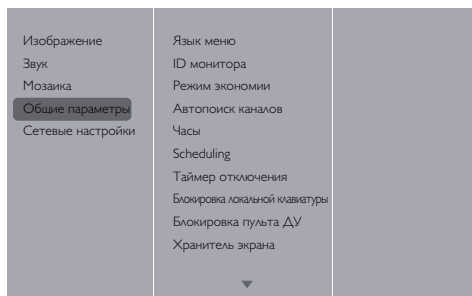 Изображение
Звук
Мозаика
Общие параметры
Сетевые настройки
Язык меню
ID монитора
Режим экономии
Автопоиск каналов
Часы
Scheduling
Таймер отключения
Блокировка локальной клавиатуры
Блокировка пульта ДУ
Хранитель экрана